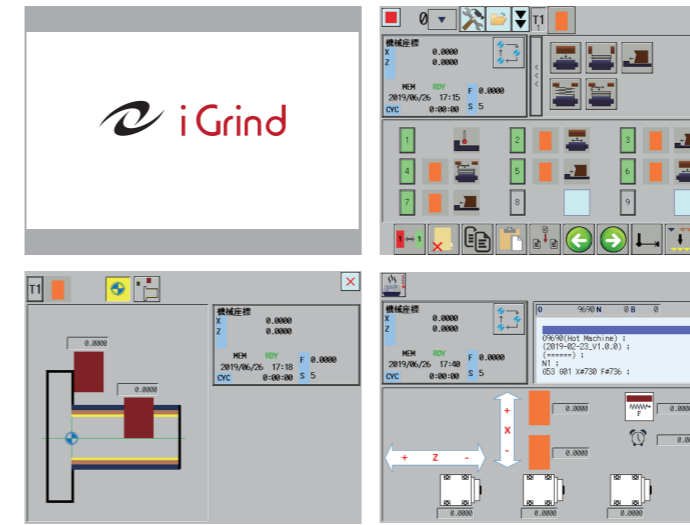 i Grind
0
T1
1
機械座標
X 0.0000
Z 0.0000
MEM RDY
2019/06/26 17:15
F 0.0000
CYC 0:00:00
S 5
<
<
<
1
2
3
4
5
6
7
8
9
1 ↔ 1
T1
機械座標
X 0.0000
Z 0.0000
MEM RDY
2019/06/26 17:18
F 0.0000
CYC 0:00:00
S 5
0.0000
0.0000
機械座標
X 0.0000
Z 0.0000
MEM RDY
2019/06/26 17:40
F 0.0000
CYC 0:00:00
S 5
O 9690 N 0 B 0
O9690(Hot Machine) ;
(2019-02-23_V1.0.0) ;
(======) ;
N1 ;
G53 G01 X#730 F#736 ;
+ X -
+ Z -
0.0000
0.0000
F
0.0000
0.0000
0.0000